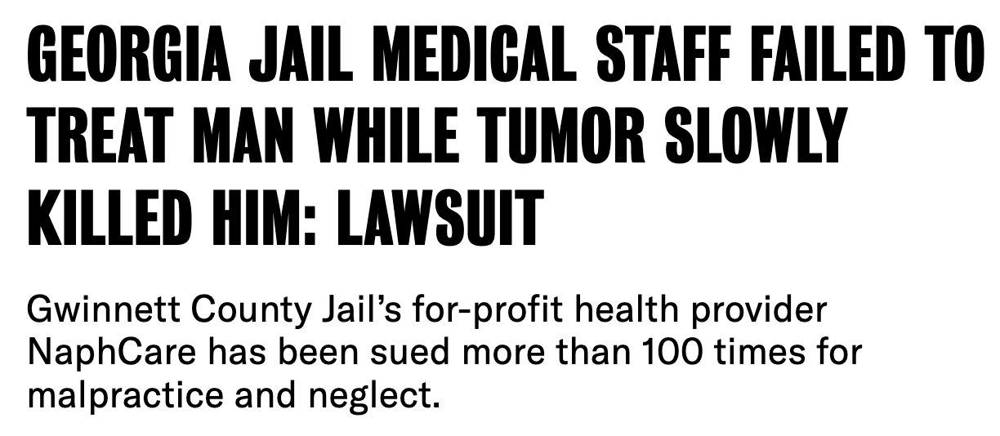 GEORGIA JAIL MEDICAL STAFF FAILED TO
TREAT MAN WHILE TUMOR SLOWLY
KILLED HIM: LAWSUIT
Gwinnett County Jail’s for-profit health provider
NaphCare has been sued more than 100 times for
malpractice and neglect.